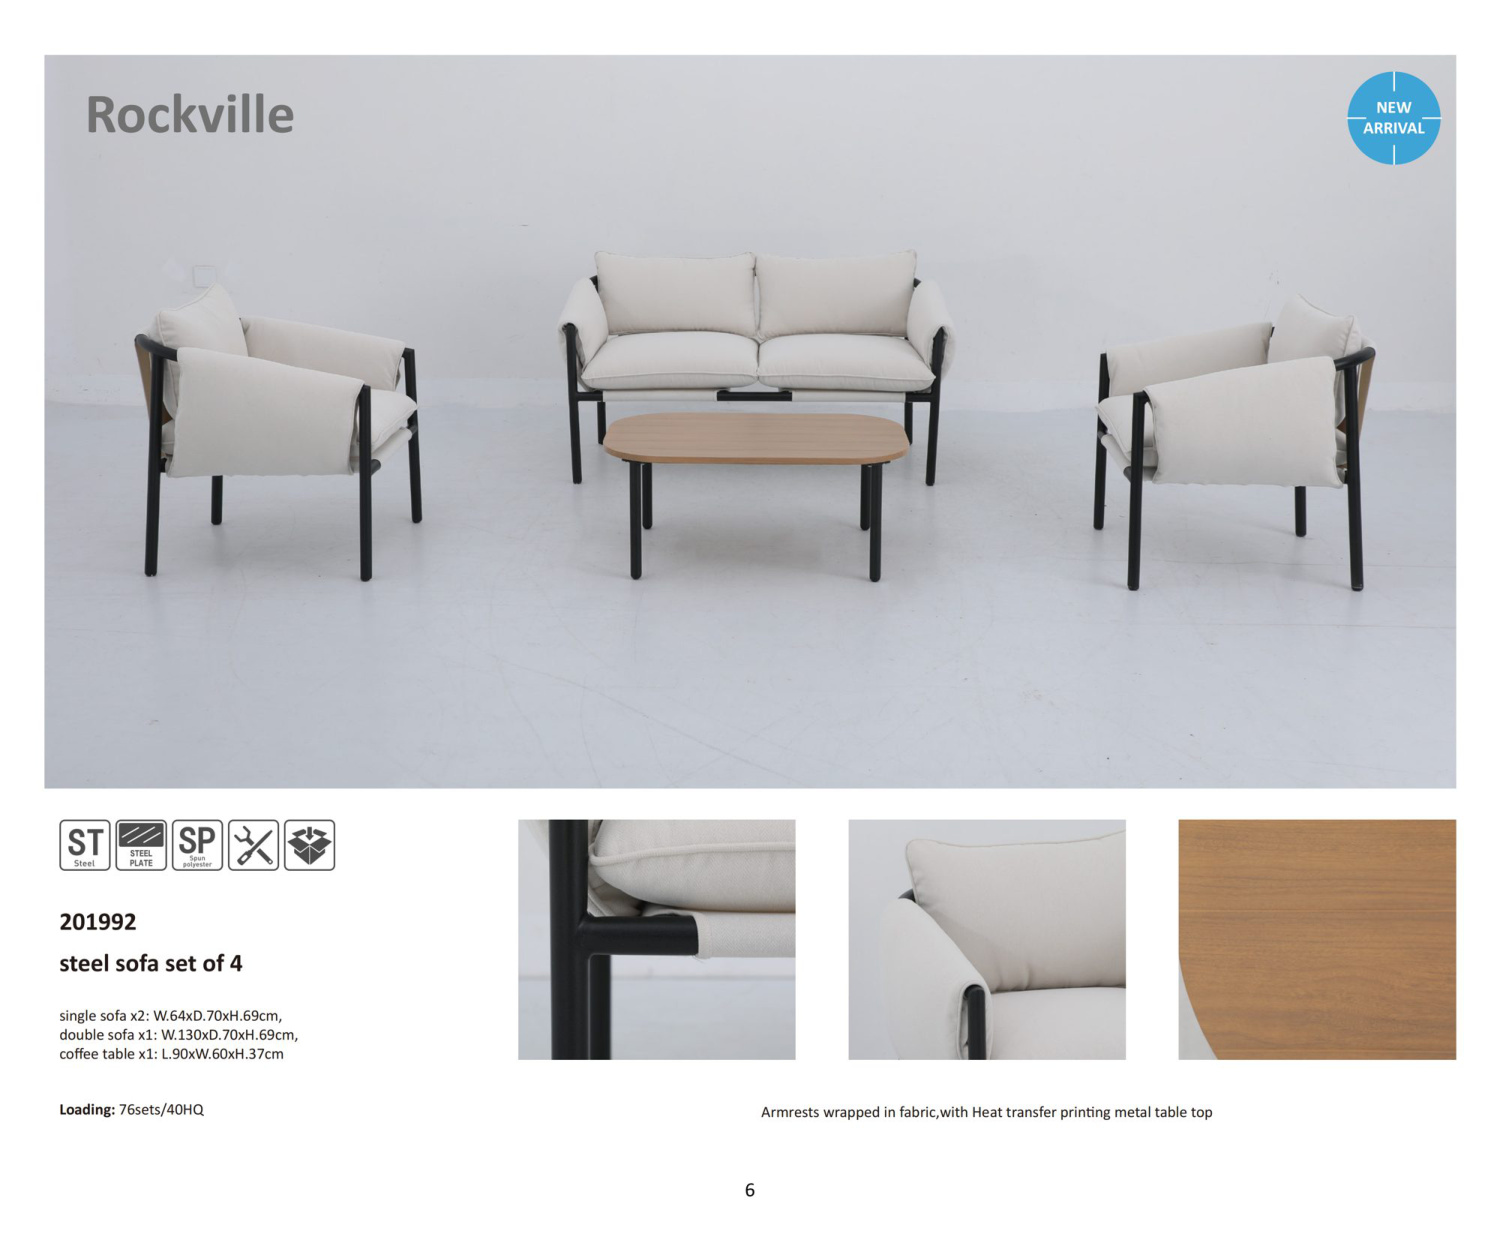 Rockville
NEW
ARRIVAL
ST
Steel
STEEL
PLATE
SP
Spun
polyester
201992
steel sofa set of 4
single sofa x2: W.64xD.70xH.69cm,
double sofa x1: W.130xD.70xH.69cm,
coffee table x1: L.90xW.60xH.37cm
Loading: 76sets/40HQ
Armrests wrapped in fabric,with Heat transfer printing metal table top
6